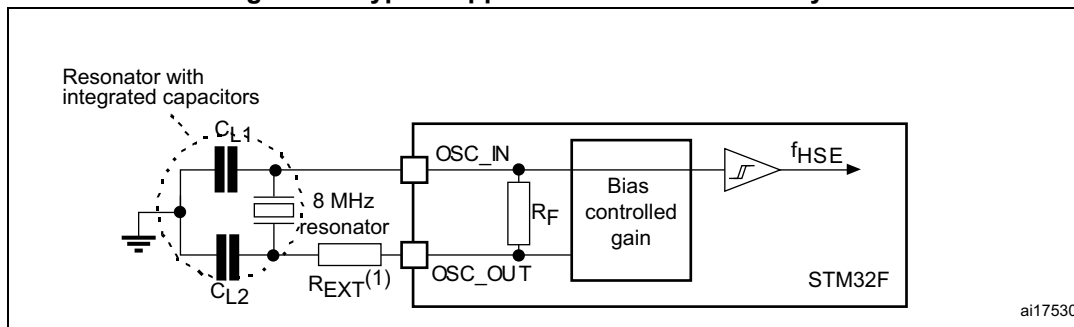 Resonator with
integrated capacitors
CL1
OSC_IN
fHSE
8 MHz
resonator
RF
Bias
controlled
gain
REXT(1)
OSC_OUT
STM32F
CL2
ai17530